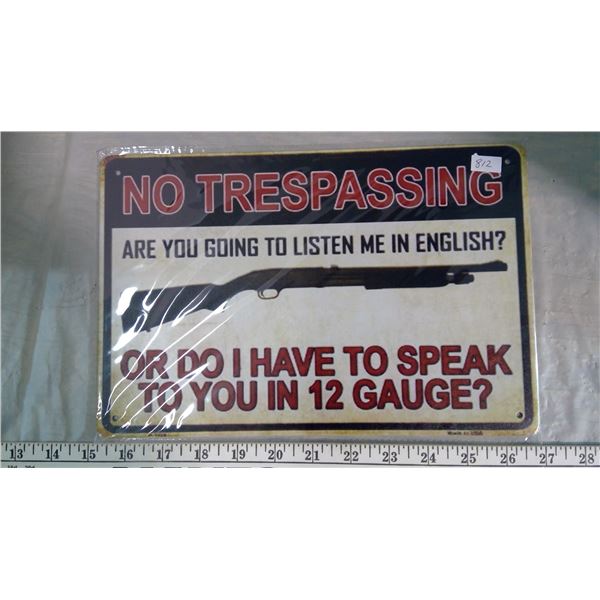 812
NO TRESPASSING
ARE YOU GOING TO LISTEN ME IN ENGLISH?
OR DO I HAVE TO SPEAK
TO YOU IN 12 GAUGE?
Made in USA
13 14 15 16 17 18 19 20 21 22 23 24 25 26 27 28